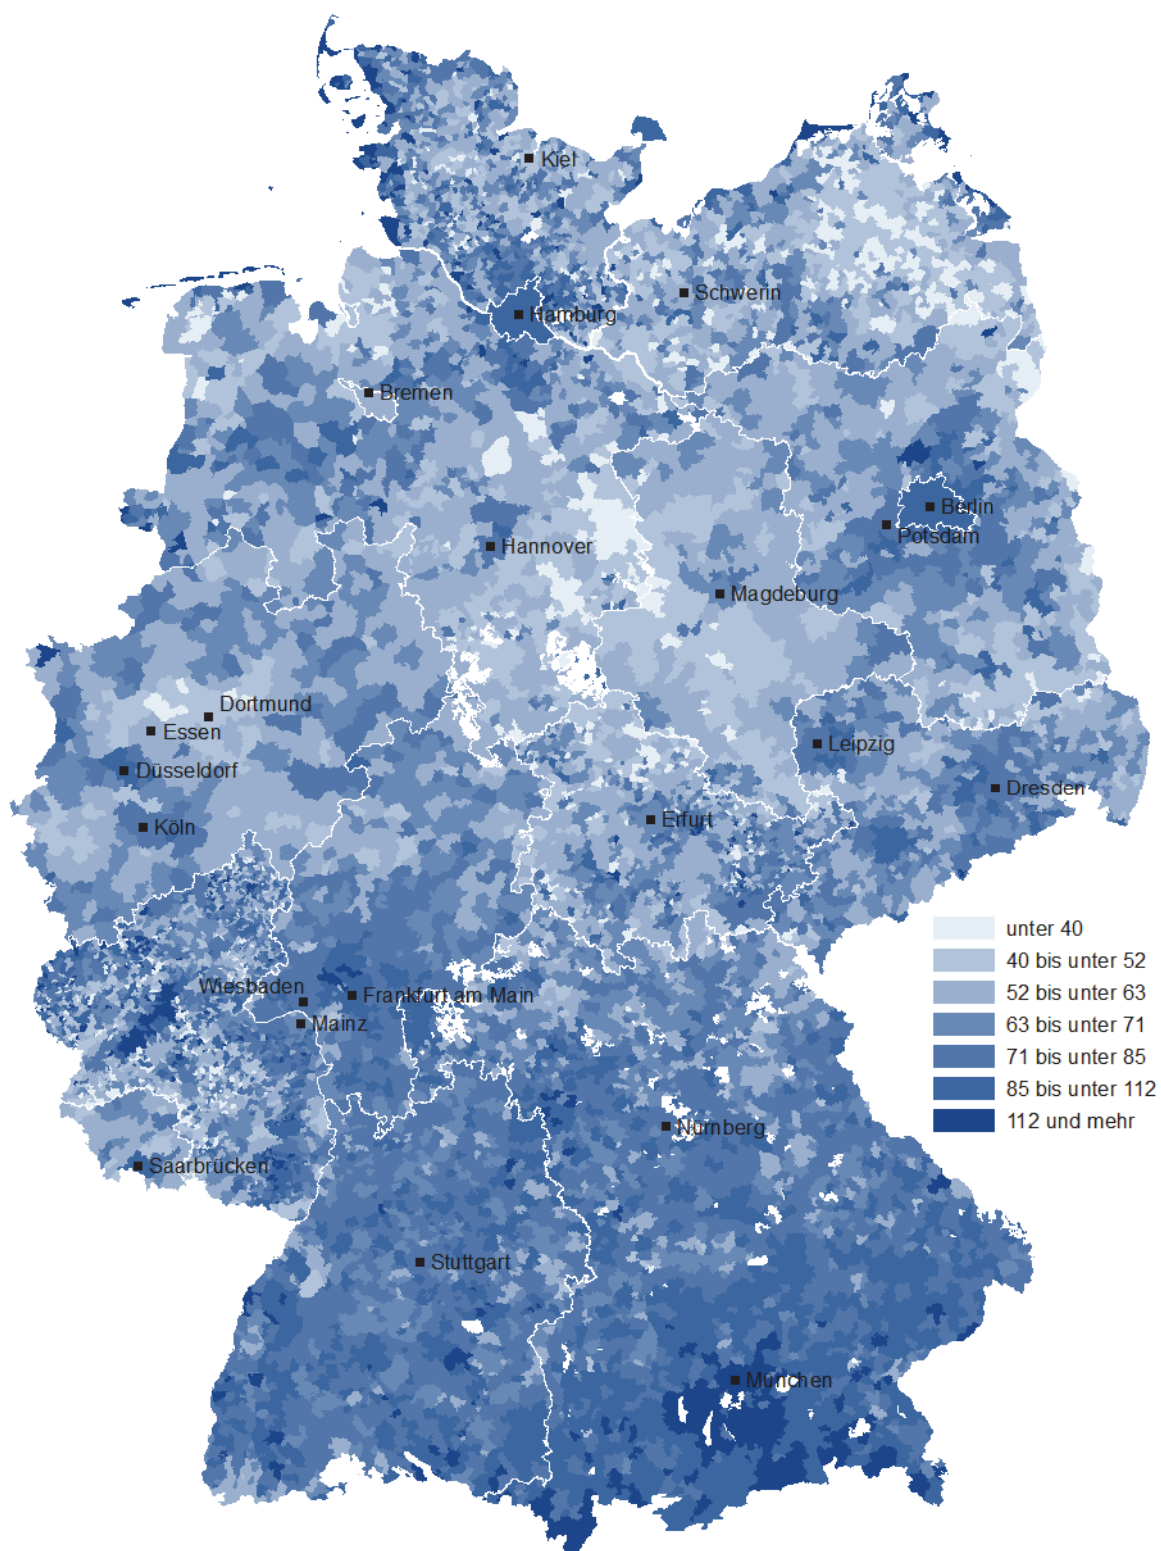 Kiel
Schwerin
Hamburg
Bremen
Berlin
Potsdam
Hannover
Magdeburg
Dortmund
Essen
Düsseldorf
Leipzig
Dresden
Köln
Erfurt
unter 40
40 bis unter 52
52 bis unter 63
63 bis unter 71
71 bis unter 85
85 bis unter 112
112 und mehr
Wiesbaden
Frankfurt am Main
Mainz
Nürnberg
Saarbrücken
Stuttgart
München